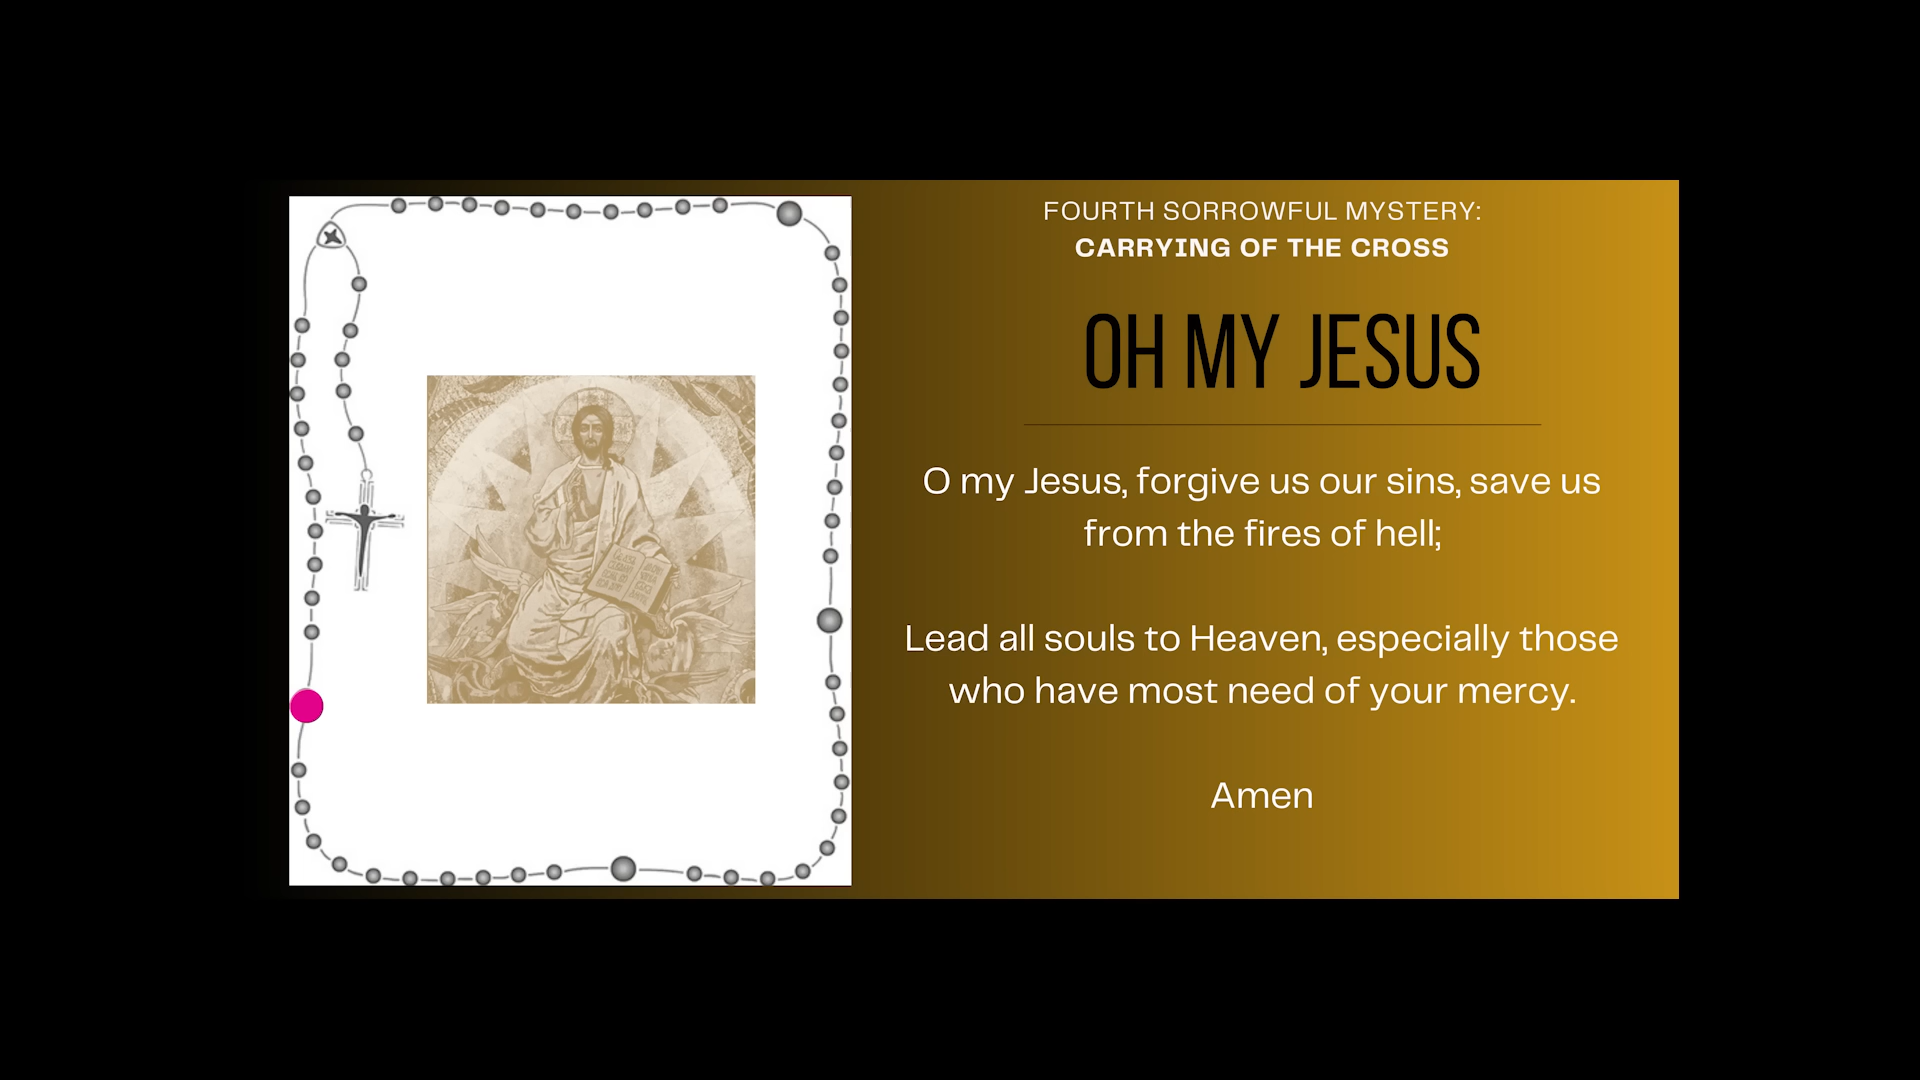 FOURTH SORROWFUL MYSTERY:
CARRYING OF THE CROSS
OH MY JESUS
O my Jesus, forgive us our sins, save us
from the fires of hell;
Lead all souls to Heaven, especially those
who have most need of your mercy.
Amen